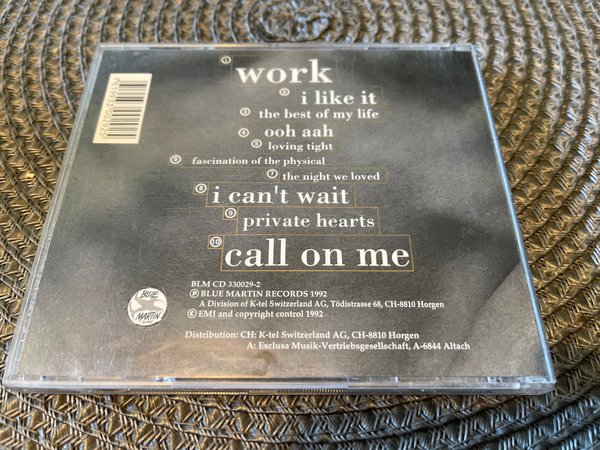 1 work
2 i like it
3 the best of my life
4 ooh aah
5 loving tight
6 fascination of the physical
7 the night we loved
8 i can't wait
9 private hearts
10 call on me
BLM CD 330029-2
Ⓟ BLUE MARTIN RECORDS 1992
A Division of K-tel Switzerland AG, Tödistrasse 68, CH-8810 Horgen
© EMI and copyright control 1992
BLUE
MARTIN
Distribution: CH: K-tel Switzerland AG, CH-8810 Horgen
A: Exclusa Musik-Vertriebsgesellschaft, A-6844 Altach